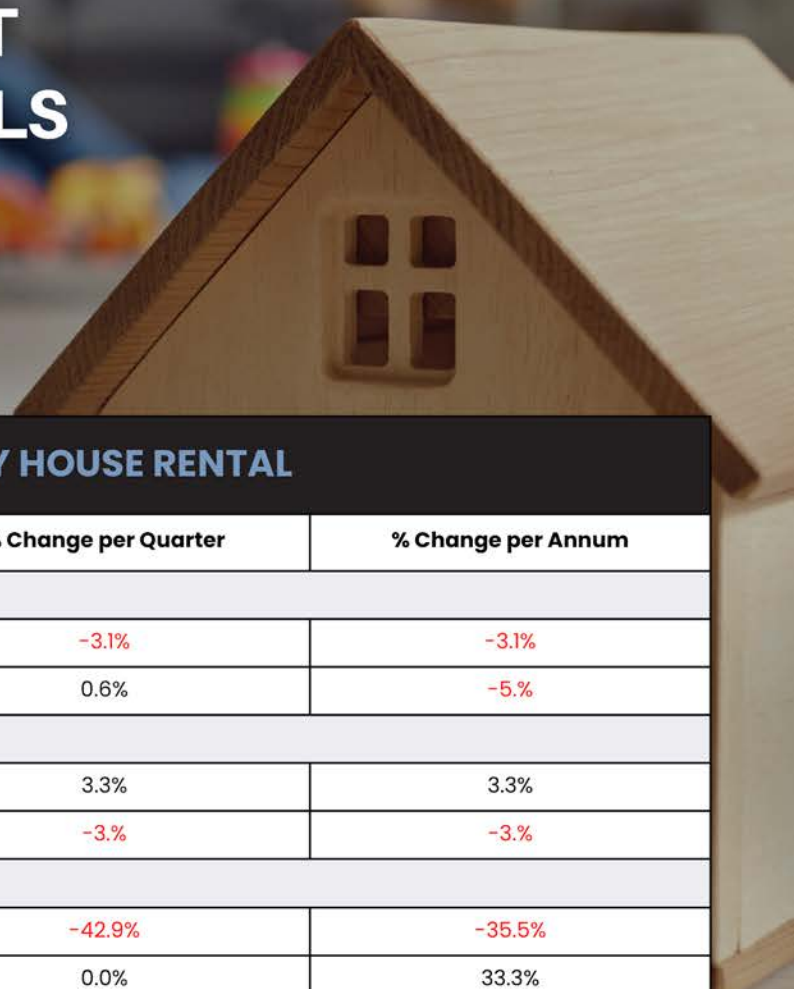 T
LS
Y HOUSE RENTAL
% Change per Quarter % Change per Annum
-3.1% -3.1%
0.6% -5.%
3.3% 3.3%
-3.% -3.%
-42.9% -35.5%
0.0% 33.3%